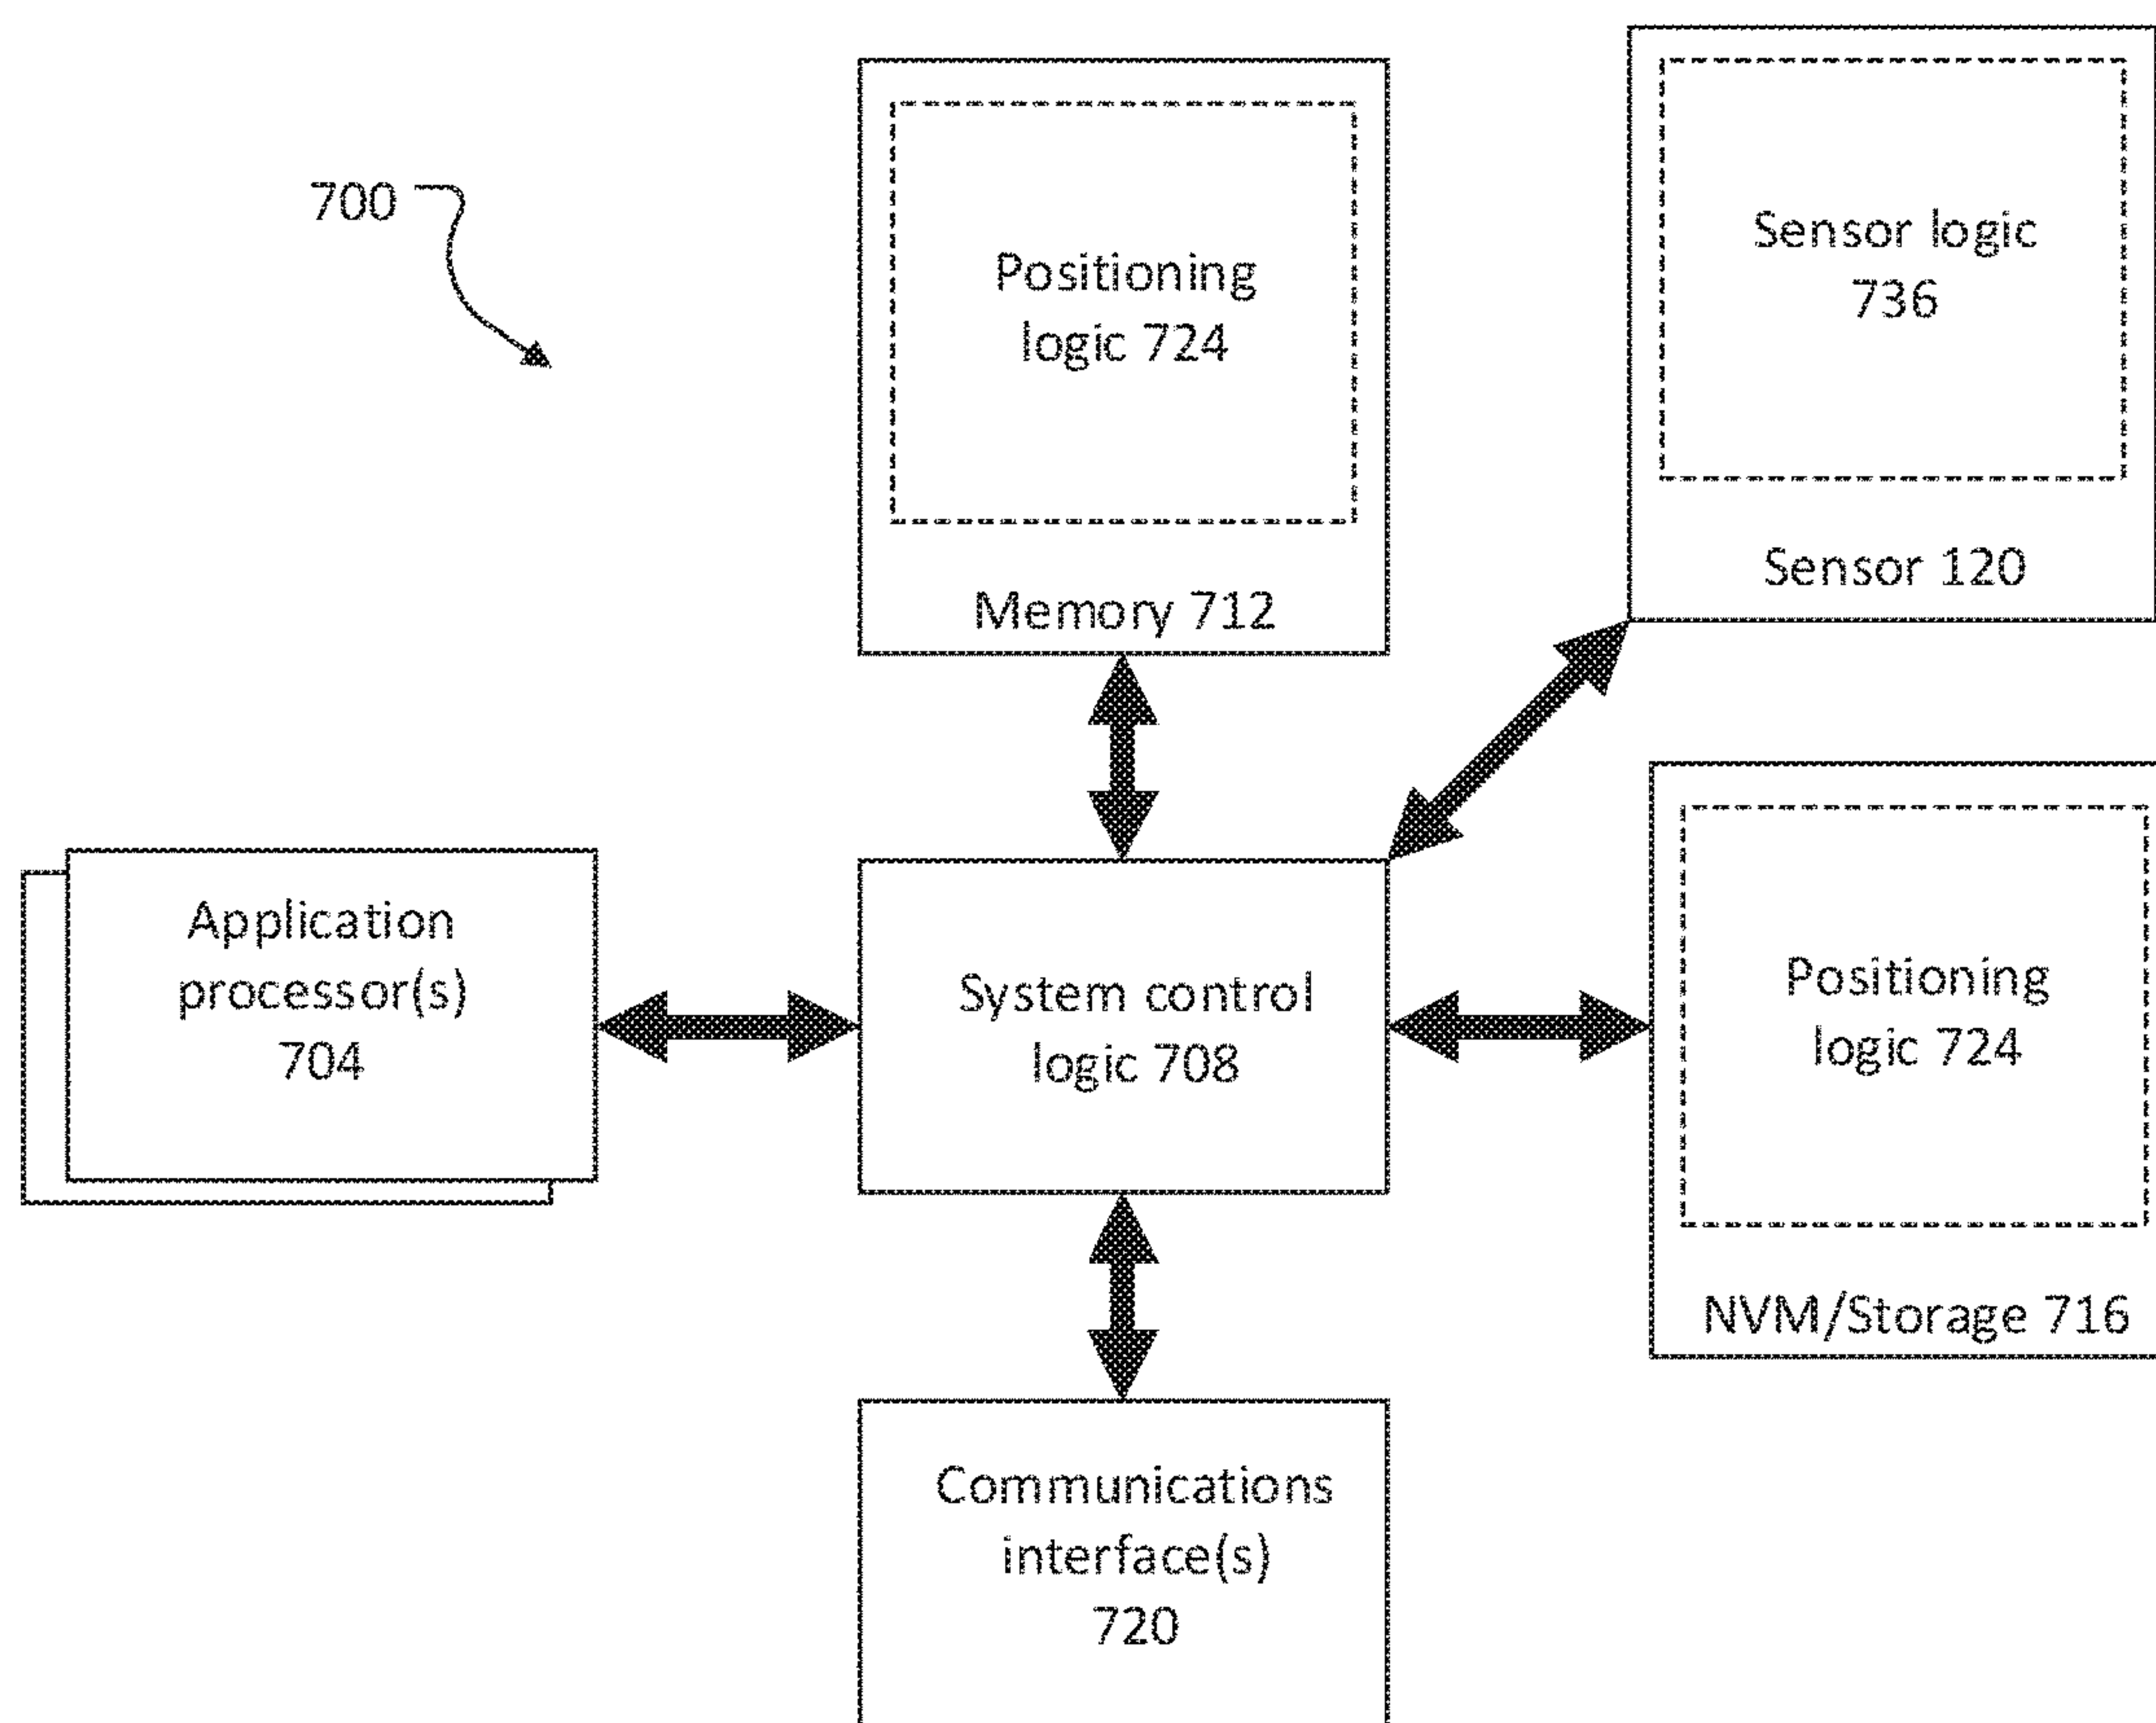 700
Positioning
logic 724
Memory 712
Sensor logic
736
Sensor 120
Application
processor(s)
704
System control
logic 708
Positioning
logic 724
NVM/Storage 716
Communications
interface(s)
720